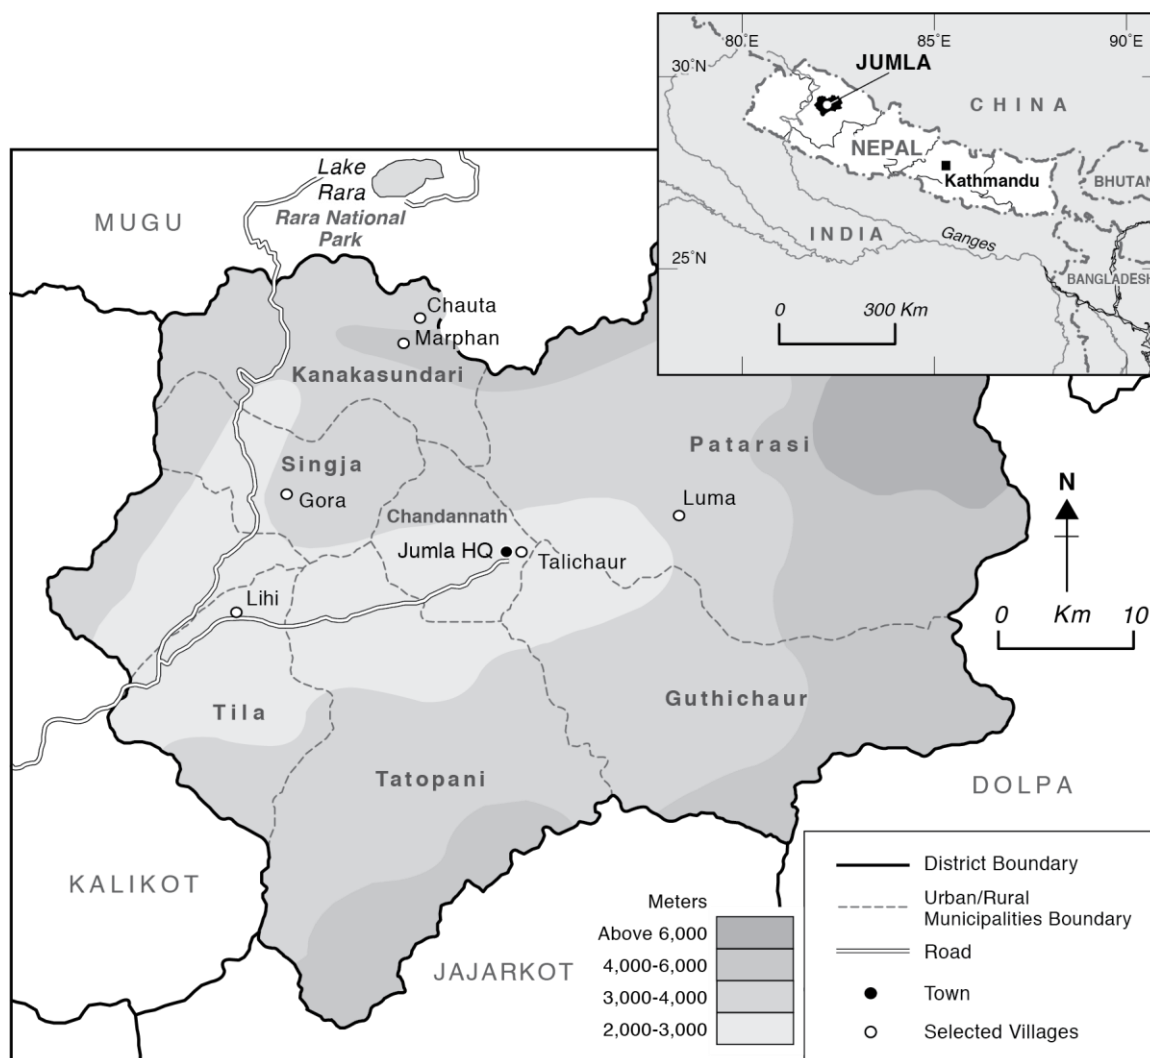 80°E
85°E
90°E
30°N
JUMLA
CHINA
NEPAL
Kathmandu
BHUTAN
INDIA
Ganges
25°N
BANGLADESH
0 300 Km
Lake
Rara
MUGU
Rara National
Park
Chauta
Marphan
Kanakasundari
Patarasi
Singja
Gora
Luma
N
Chandannath
Jumla HQ
Talichaur
Lihi
0 Km 10
Tila
Guthichaur
Tatopani
DOLPA
KALIKOT
JAJARKOT
Meters
Above 6,000
4,000-6,000
3,000-4,000
2,000-3,000
District Boundary
Urban/Rural
Municipalities Boundary
Road
Town
Selected Villages